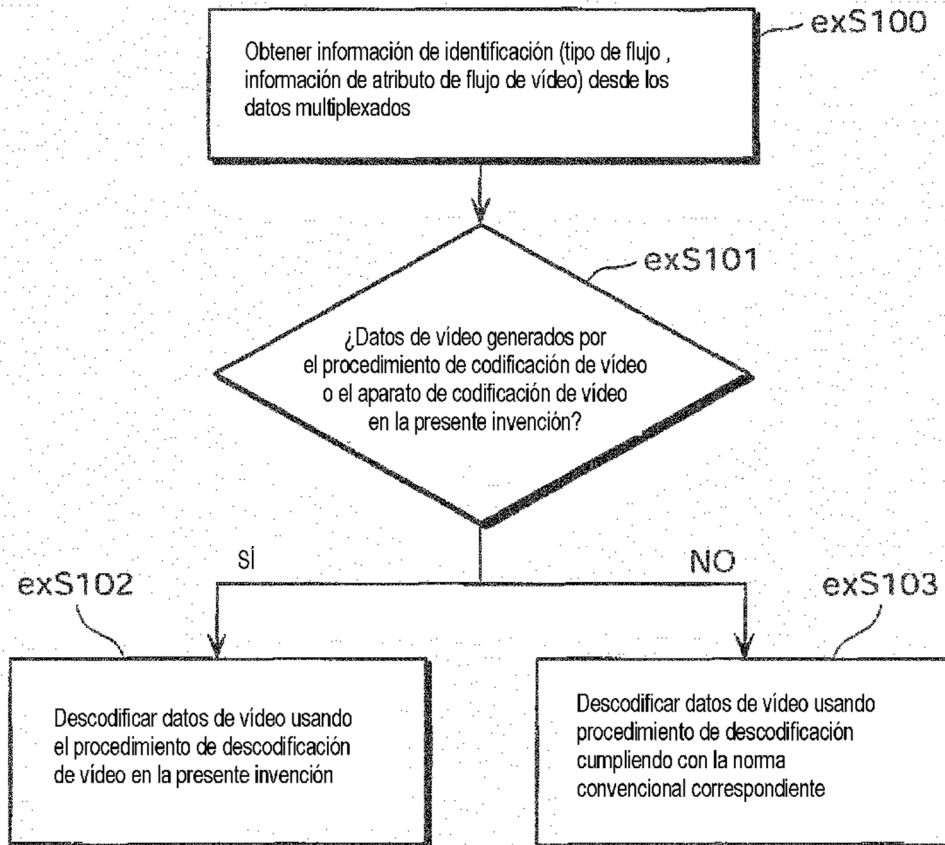 exS100
Obtener información de identificación (tipo de flujo ,
información de atributo de flujo de vídeo) desde los
datos multiplexados
exS101
¿Datos de vídeo generados por
el procedimiento de codificación de vídeo
o el aparato de codificación de vídeo
en la presente invención?
SÍ
NO
exS102
exS103
Descodificar datos de vídeo usando
el procedimiento de descodificación
de vídeo en la presente invención
Descodificar datos de vídeo usando
procedimiento de descodificación
cumpliendo con la norma
convencional correspondiente